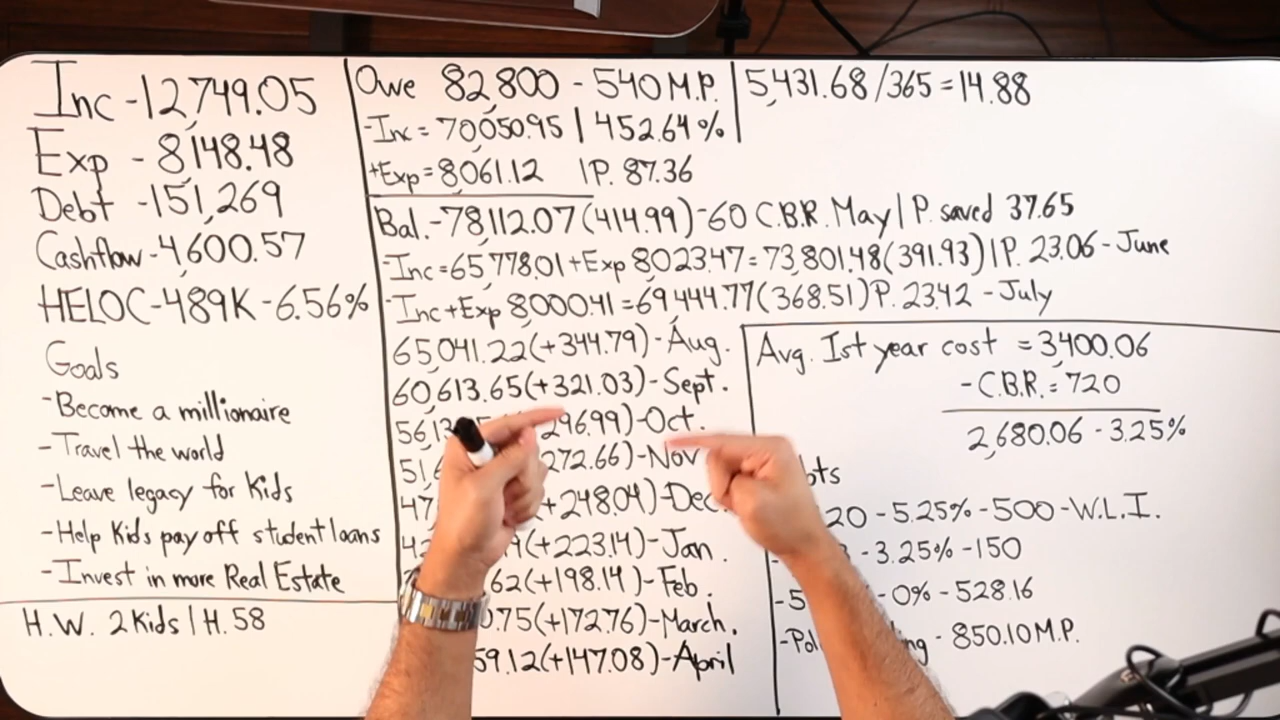 Inc - 12,749.05
Exp - 8,148.48
Debt - 151,269
Cashflow - 4,600.57
HELOC - 489K - 6.56%
Goals
- Become a millionaire
- Travel the world
- Leave legacy for Kids
- Help Kids pay off student loans
- Invest in more Real Estate
H.W. 2 Kids | H. 58
Owe 82,800 - 540 M.P.
- Inc = 70,050.95 | 452.64%
+ Exp = 8,061.12 | P. 87.36
Bal. - 78,112.07 (414.99) - 60 C.B.R. May | P. saved 37.65
- Inc = 65,778.01 + Exp 8,023.47 = 73,801.48 (391.93) | P. 23.06 - June
- Inc + Exp 8,000.41 = 69,444.77 (368.51) P. 23.42 - July
65,041.22 (+344.79) - Aug.
60,613.65 (+321.03) - Sept.
296.99) - Oct.
272.66) - Nov
+248.04) - Dec.
(+223.14) - Jan.
62 (+198.14) - Feb.
.75 (+172.76) - March.
59.12 (+147.08) - April
5,431.68 / 365 = 14.88
Avg. 1st year cost = 3,400.06
- C.B.R. = 720
2,680.06 - 3.25%
20 - 5.25% - 500 - W.L.I.
- 3.25% - 150
- 0% - 528.16
- 850.10 M.P.